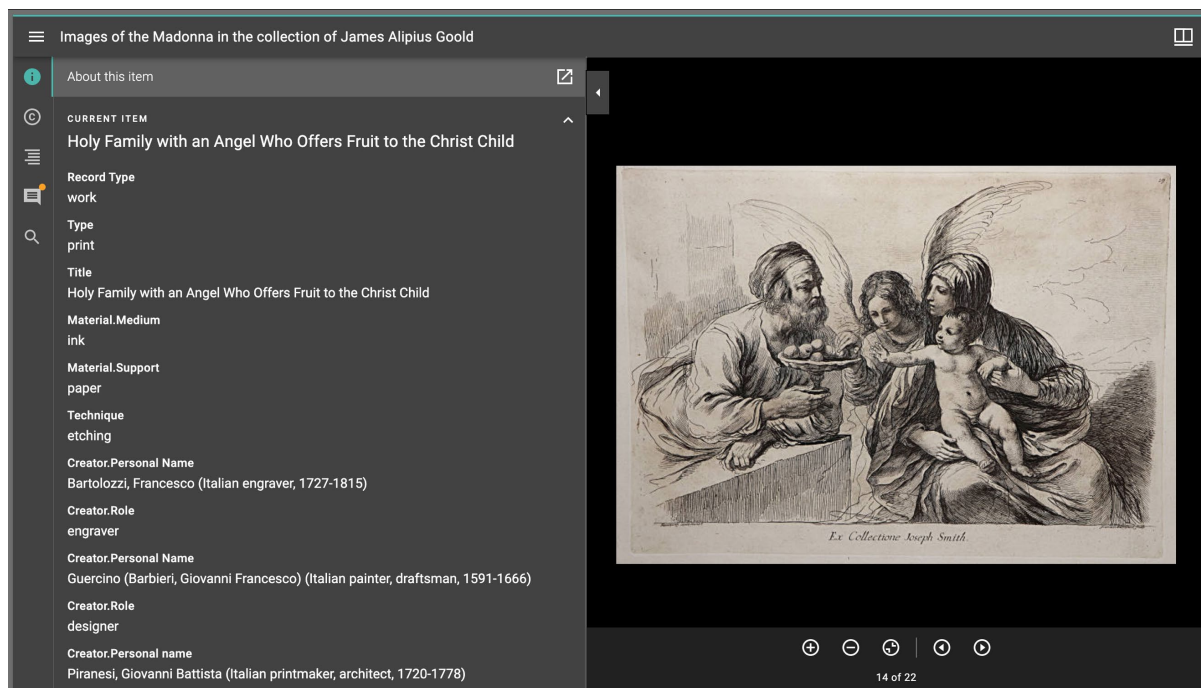 Images of the Madonna in the collection of James Alipius Goold
About this item
CURRENT ITEM
Holy Family with an Angel Who Offers Fruit to the Christ Child
Record Type
work
Type
print
Title
Holy Family with an Angel Who Offers Fruit to the Christ Child
Material.Medium
ink
Material.Support
paper
Technique
etching
Creator.Personal Name
Bartolozzi, Francesco (Italian engraver, 1727-1815)
Creator.Role
engraver
Creator.Personal Name
Guercino (Barbieri, Giovanni Francesco) (Italian painter, draftsman, 1591-1666)
Creator.Role
designer
Creator.Personal name
Piranesi, Giovanni Battista (Italian printmaker, architect, 1720-1778)
Ex Collectione Joseph Smith.
14 of 22